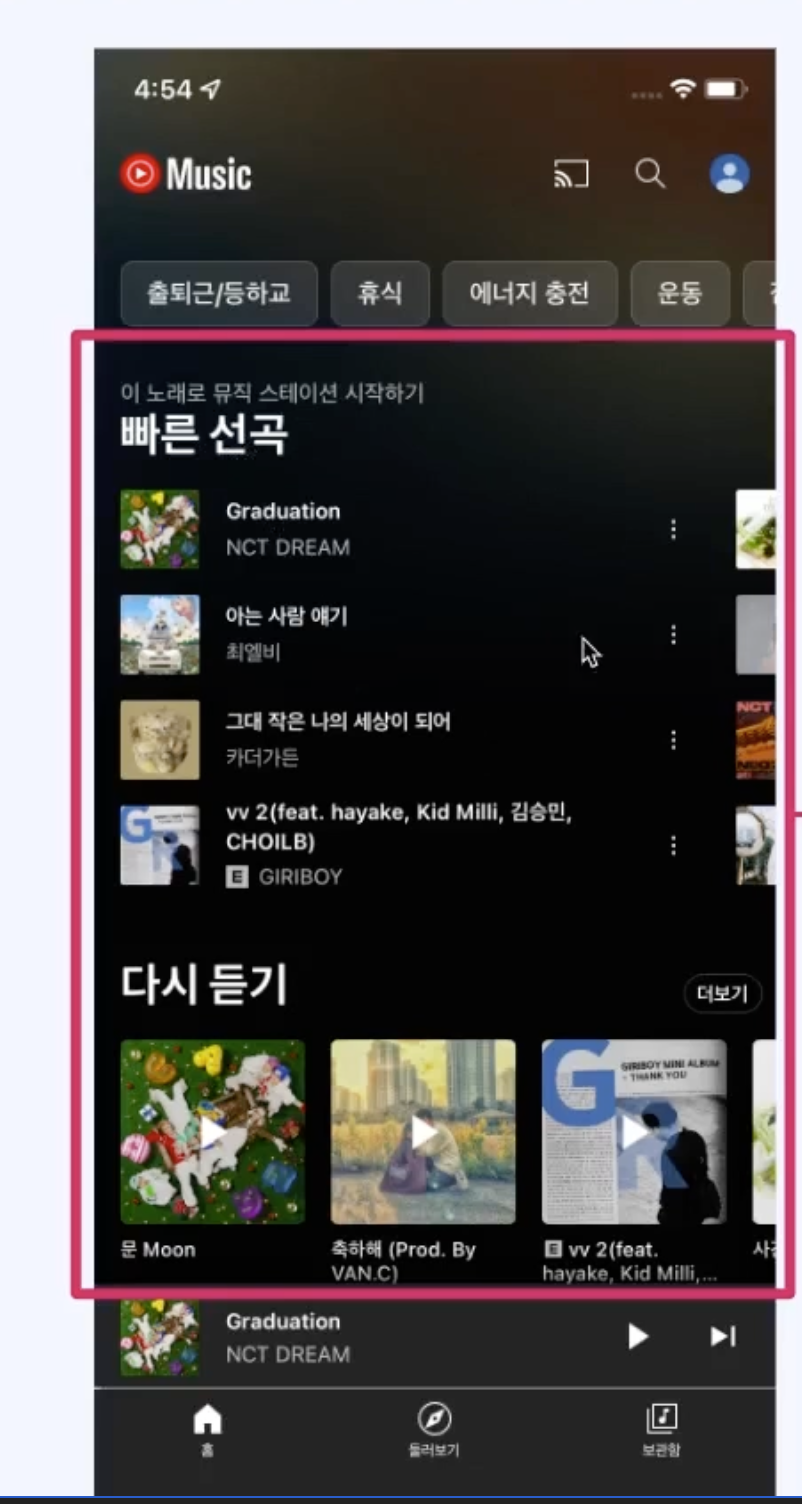 4:54
Music
출퇴근/등하교 휴식 에너지 충전 운동
이 노래로 뮤직 스테이션 시작하기
빠른 선곡
Graduation
NCT DREAM
아는 사람 얘기
최엘비
그대 작은 나의 세상이 되어
카더가든
vv 2(feat. hayake, Kid Milli, 김승민,
CHOILB)
E GIRIBOY
NCT
다시 듣기
더보기
GIRIBOY MINI ALBUM
- THANK YOU
문 Moon
축하해 (Prod. By
VAN.C)
E vv 2(feat.
hayake, Kid Milli,...
Graduation
NCT DREAM
홈 둘러보기 보관함